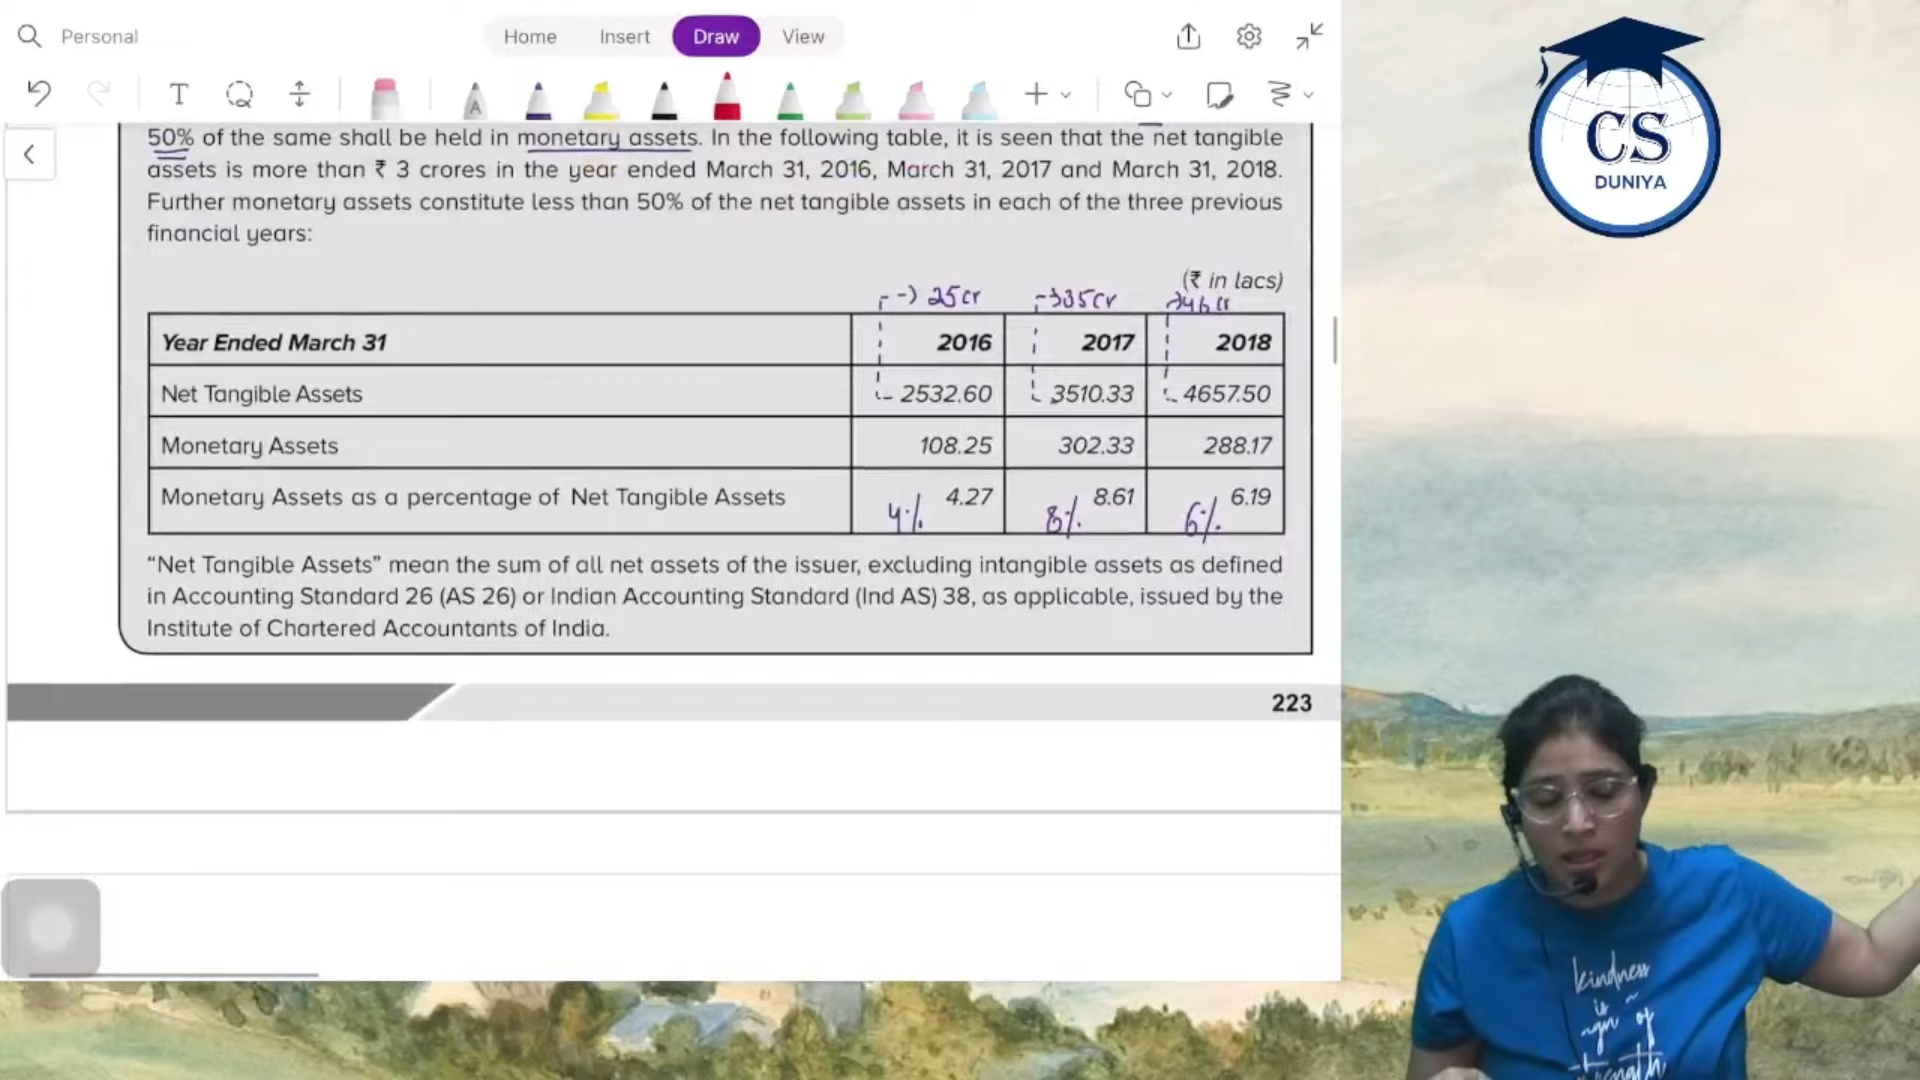 Personal
Home Insert Draw View
T
A
50% of the same shall be held in monetary assets. In the following table, it is seen that the net tangible
assets is more than ₹ 3 crores in the year ended March 31, 2016, March 31, 2017 and March 31, 2018.
Further monetary assets constitute less than 50% of the net tangible assets in each of the three previous
financial years:
(₹ in lacs)
25cr 35cr 46cr
Year Ended March 31 2016 2017 2018
Net Tangible Assets 2532.60 3510.33 4657.50
Monetary Assets 108.25 302.33 288.17
Monetary Assets as a percentage of Net Tangible Assets 4.27 8.61 6.19
4% 8% 6%
“Net Tangible Assets” mean the sum of all net assets of the issuer, excluding intangible assets as defined
in Accounting Standard 26 (AS 26) or Indian Accounting Standard (Ind AS) 38, as applicable, issued by the
Institute of Chartered Accountants of India.
223
CS
DUNIYA
kindness
is
of